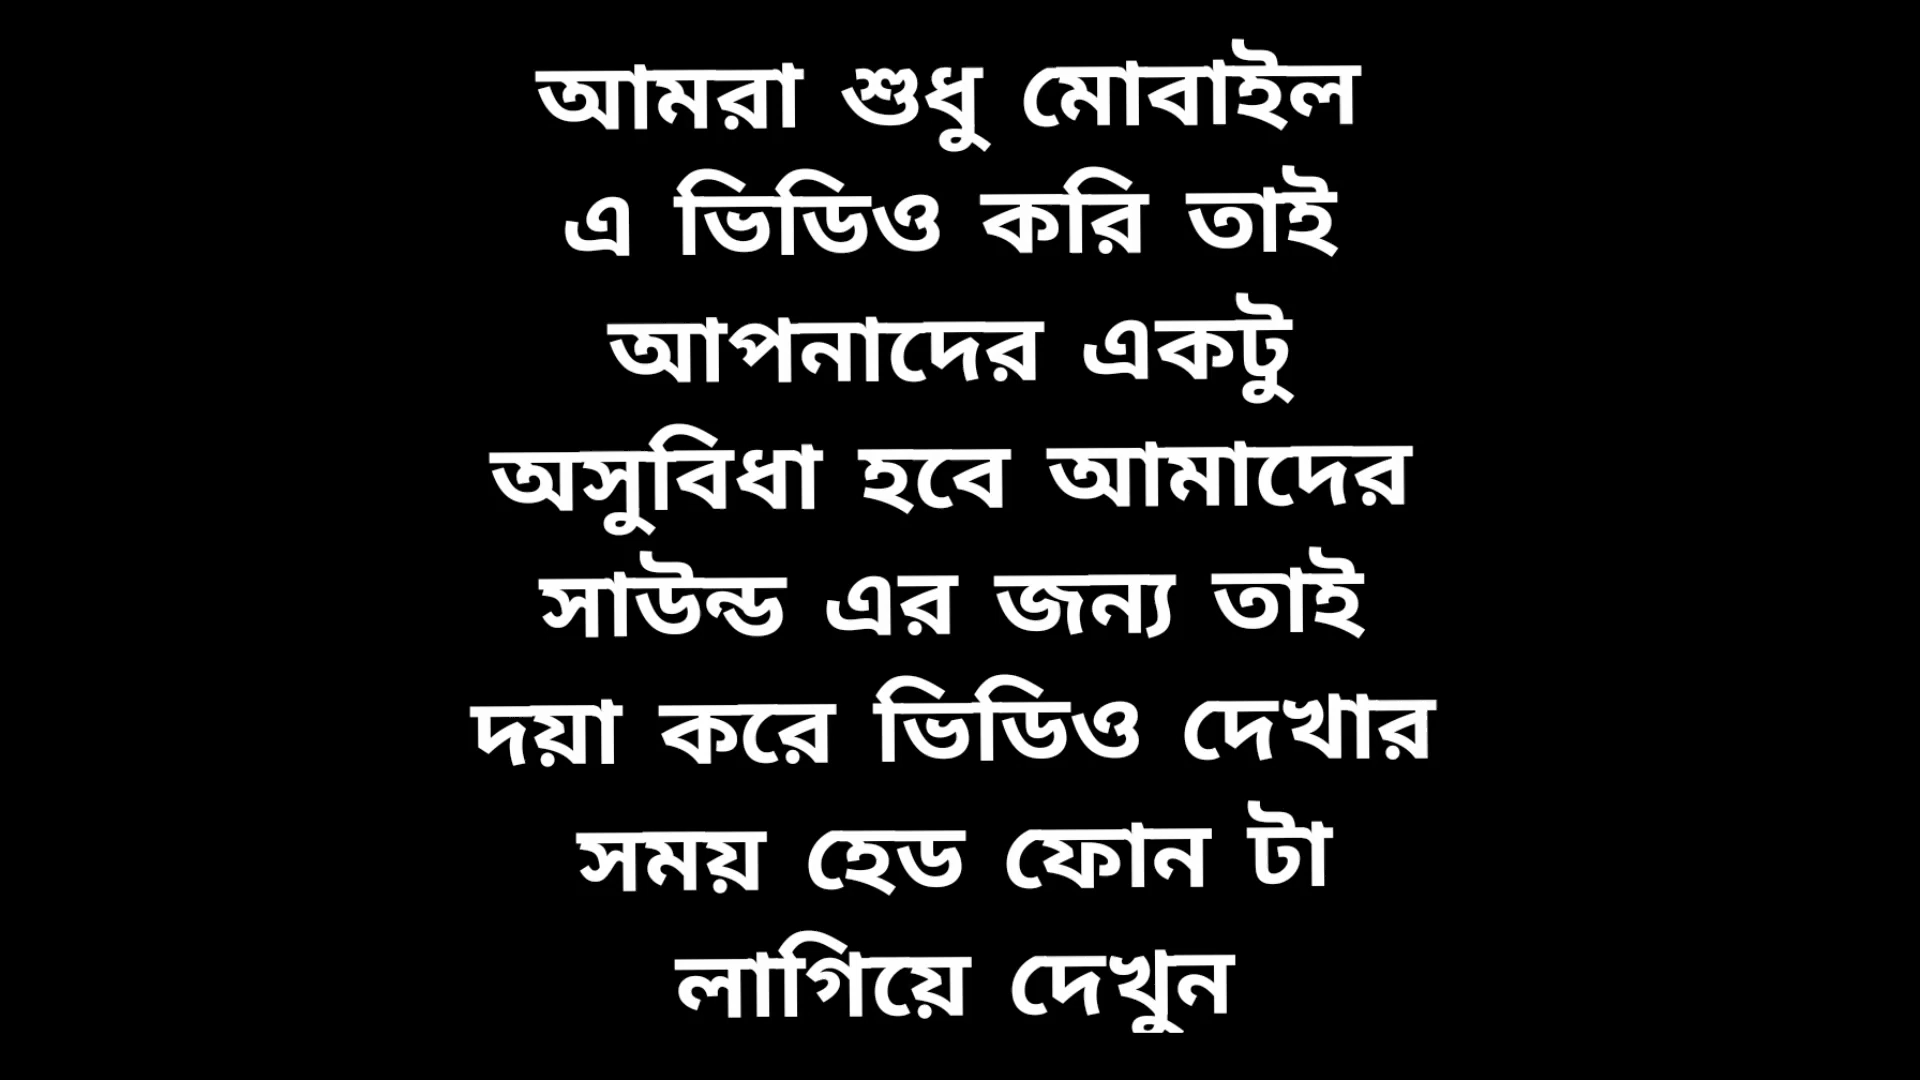 আমরা শুধু মোবাইল
এ ভিডিও করি তাই
আপনাদের একটু
অসুবিধা হবে আমাদের
সাউন্ড এর জন্য তাই
দয়া করে ভিডিও দেখার
সময় হেড ফোন টা
লাগিয়ে দেখুন